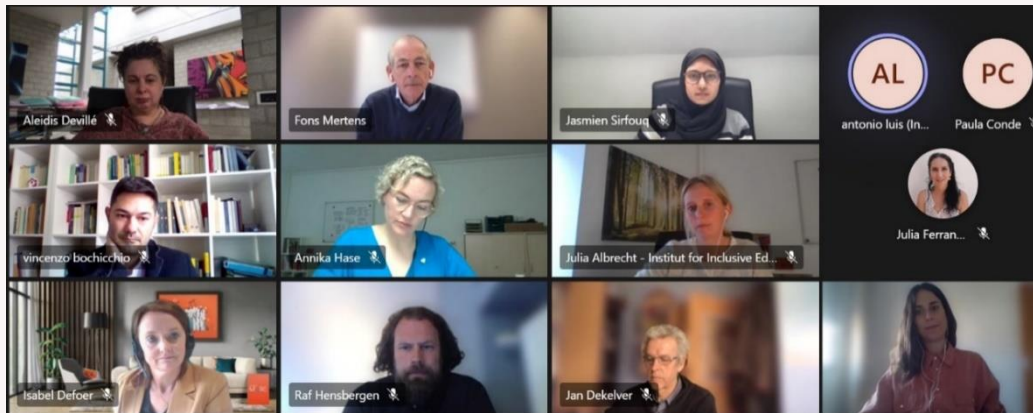 Aleidis Devillé
Fons Mertens
Jasmien Sirfouq
AL
PC
antonio luis (In...
Paula Conde
vincenzo bochicchio
Annika Hase
Julia Albrecht - Institut for Inclusive Ed...
Julia Ferran...
Isabel Defoer
Raf Hensbergen
Jan Dekelver